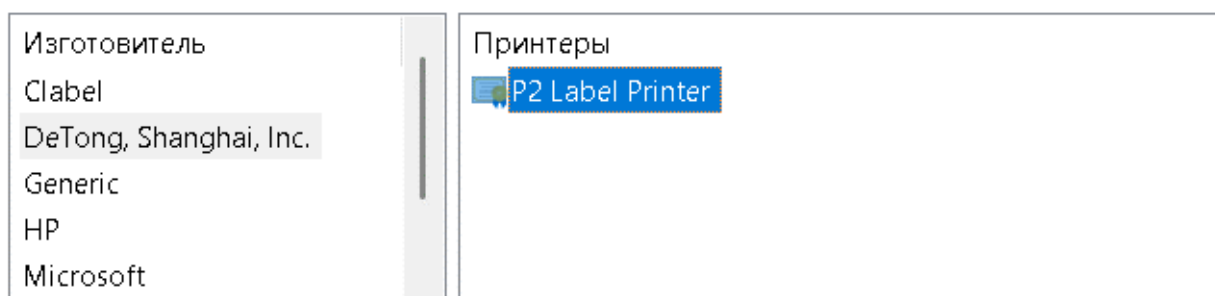 Изготовитель
Clabel
DeTong, Shanghai, Inc.
Generic
HP
Microsoft
Принтеры
P2 Label Printer